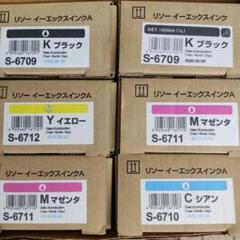 リソー イーエックスインクA
K ブラック
S-6709
リソー イーエックスインクA
NET. 1000ml (1L)
K ブラック
S-6709
リソー イーエックスインクA
Y イエロー
S-6712
リソー イーエックスインクA
M マゼンタ
S-6711
リソー イーエックスインクA
M マゼンタ
S-6711
リソー イーエックスインクA
C シアン
S-6710